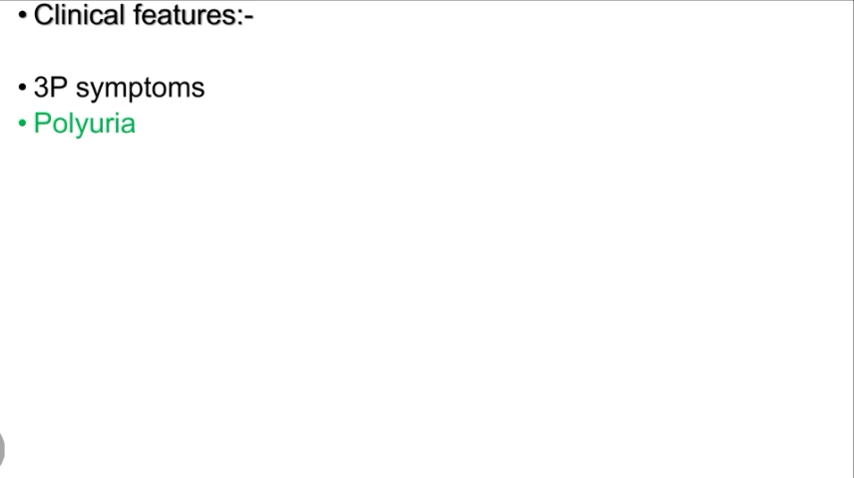 • Clinical features:-
• 3P symptoms
• Polyuria